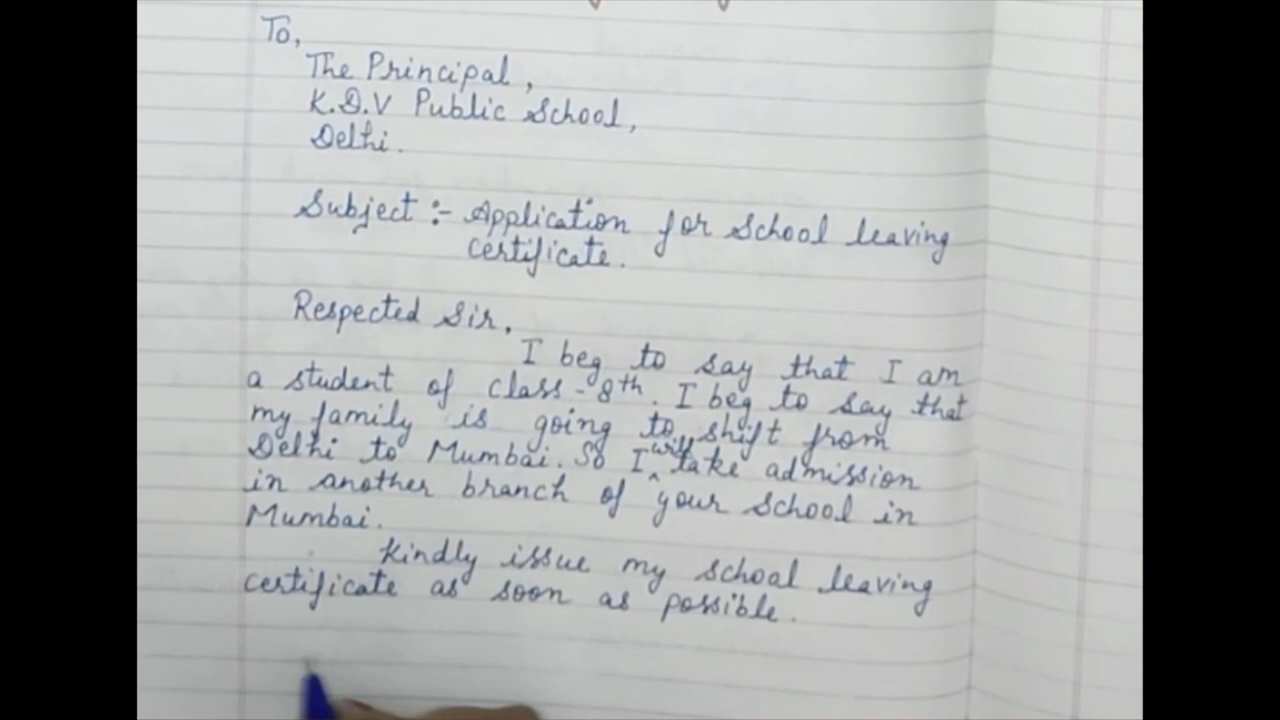 To,
The Principal,
K.D.V Public School,
Delhi.
Subject :- Application for School leaving
certificate.
Respected Sir,
I beg to say that I am
a student of class - 8th. I beg to say that
my family is going to shift from
Delhi to Mumbai. So I will take admission
in another branch of your School in
Mumbai.
Kindly issue my school leaving
certificate as soon as possible.